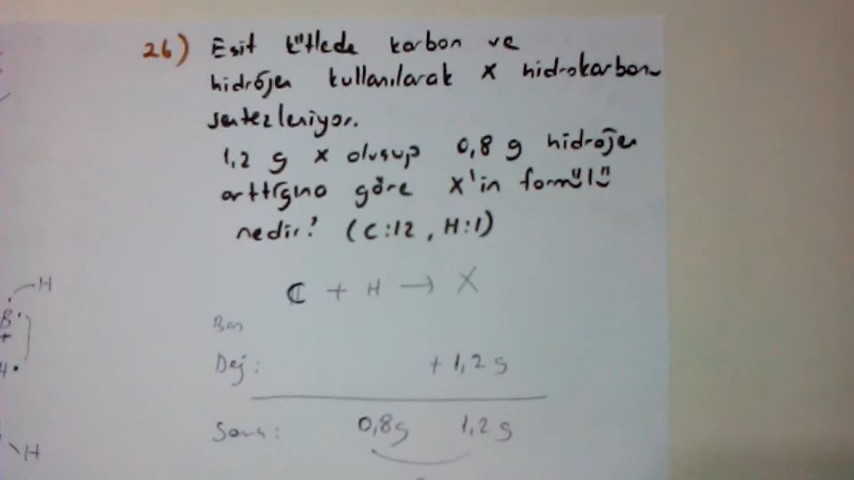 26) Eşit kütlede karbon ve
hidrojen kullanılarak X hidrokarbonu
sentezleniyor.
1,2 g X oluşup 0,8 g hidrojen
arttığına göre X'in formülü
nedir? (C:12, H:1)
C + H → X
Baş
Değ: + 1,2 g
Son: 0,8g 1,2 g
H
B
+
H